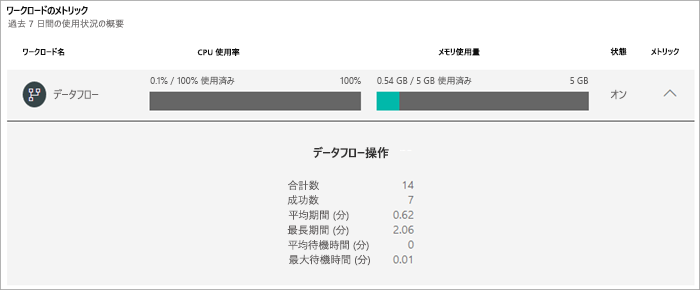 ワークロードのメトリック
過去 7 日間の使用状況の概要
ワークロード名 CPU 使用率 メモリ使用量 状態 メトリック
0.1% / 100% 使用済み 100% 0.54 GB / 5 GB 使用済み 5 GB
データフロー オン
データフロー操作
合計数 14
成功数 7
平均期間 (分) 0.62
最長期間 (分) 2.06
平均待機時間 (分) 0
最大待機時間 (分) 0.01